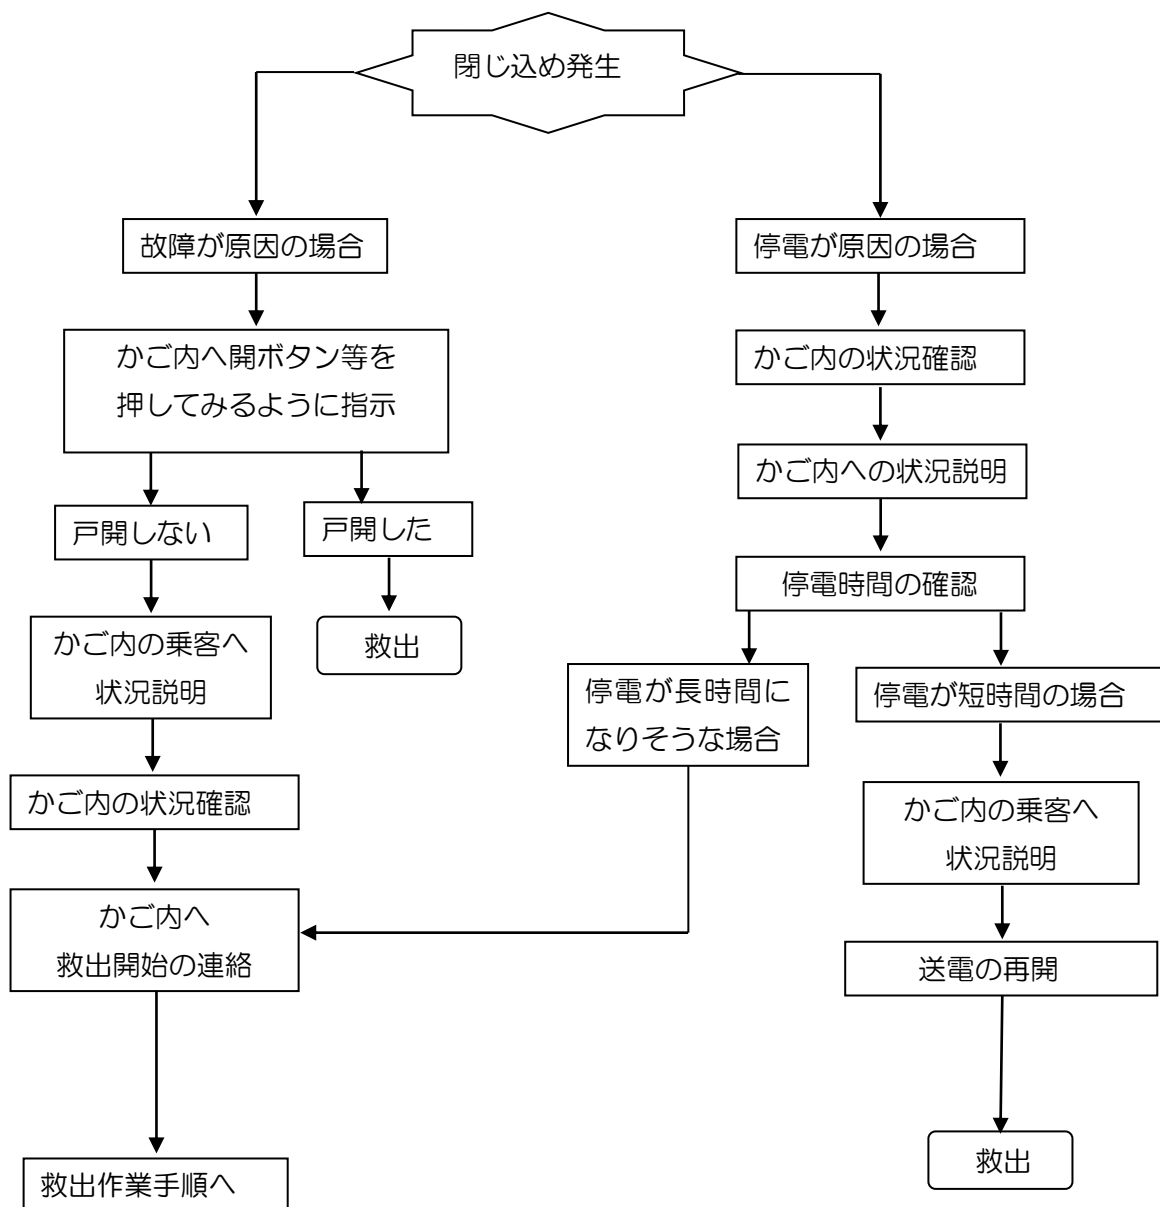 閉じ込め発生
故障が原因の場合
停電が原因の場合
かご内へ開ボタン等を
押してみるように指示
かご内の状況確認
かご内への状況説明
戸開しない
戸開した
停電時間の確認
かご内の乗客へ
状況説明
救出
停電が長時間に
なりそうな場合
停電が短時間の場合
かご内の状況確認
かご内の乗客へ
状況説明
かご内へ
救出開始の連絡
送電の再開
救出作業手順へ
救出